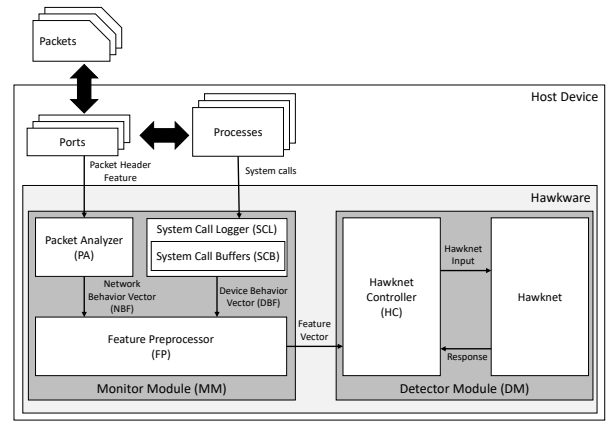 Packets
Host Device
Ports
Processes
Packet Header
Feature
System calls
Hawkware
Packet Analyzer
(PA)
System Call Logger (SCL)
System Call Buffers (SCB)
Network
Behavior Vector
(NBF)
Device Behavior
Vector (DBF)
Feature Preprocessor
(FP)
Monitor Module (MM)
Feature
Vector
Hawknet
Controller
(HC)
Hawknet
Input
Hawknet
Response
Detector Module (DM)